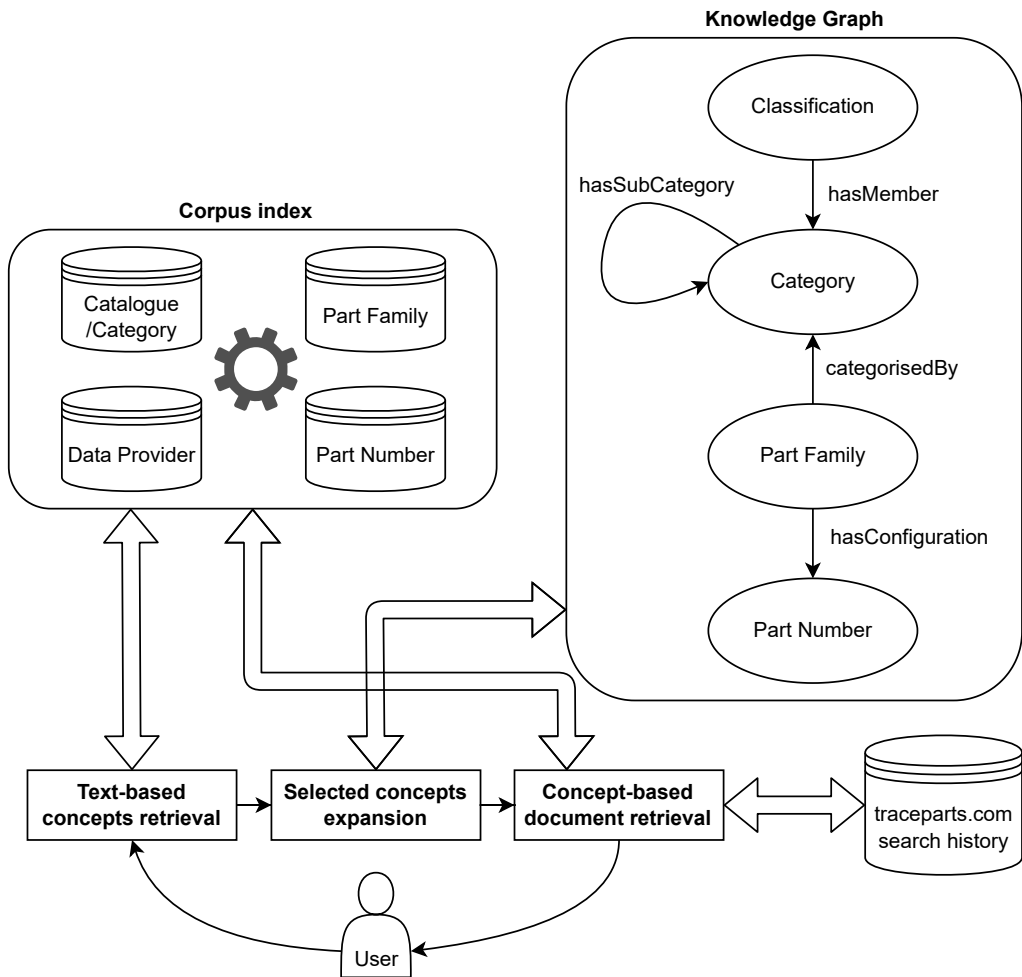 Knowledge Graph
Classification
hasSubCategory
hasMember
Corpus index
Catalogue
/Category
Part Family
Category
categorisedBy
Data Provider
Part Number
Part Family
hasConfiguration
Part Number
Text-based
concepts retrieval
Selected concepts
expansion
Concept-based
document retrieval
traceparts.com
search history
User